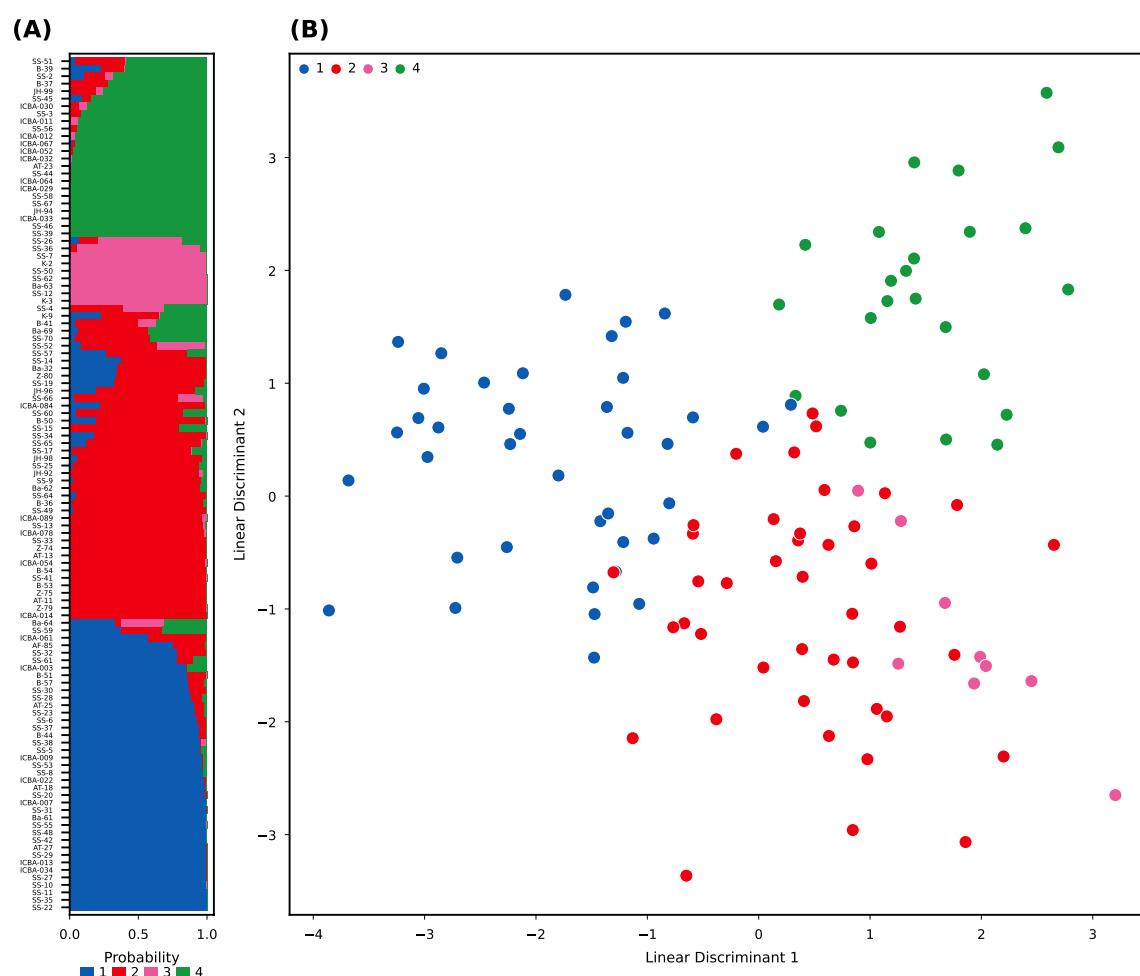 (A)
SS-51
B-39
SS-2
B-37
JH-99
SS-45
ICBA-030
SS-3
ICBA-011
SS-56
ICBA-012
ICBA-067
ICBA-052
ICBA-032
AT-23
SS-44
ICBA-064
ICBA-029
SS-58
SS-67
JH-94
ICBA-033
SS-46
SS-39
SS-26
SS-36
SS-7
K-2
SS-50
SS-62
Ba-63
SS-12
K-3
SS-4
K-9
B-41
Ba-69
SS-70
SS-52
SS-57
SS-14
Ba-32
Z-80
SS-19
JH-96
SS-66
ICBA-084
SS-60
B-50
SS-15
SS-34
SS-65
SS-17
JH-98
SS-25
JH-92
SS-9
Ba-62
SS-64
B-36
SS-49
ICBA-089
SS-13
ICBA-078
SS-33
Z-74
AT-13
ICBA-054
B-54
SS-41
B-53
Z-75
AT-11
Z-79
ICBA-014
Ba-64
SS-59
ICBA-061
AF-85
SS-32
SS-61
ICBA-003
B-51
B-57
SS-30
SS-28
AT-25
SS-23
SS-6
SS-37
B-44
SS-38
SS-5
ICBA-009
SS-53
SS-8
ICBA-022
AT-18
SS-20
ICBA-007
SS-31
Ba-61
SS-55
SS-48
SS-42
AT-27
SS-29
ICBA-013
ICBA-034
SS-27
SS-10
SS-11
SS-35
SS-22
0.0 0.5 1.0
Probability
1 2 3 4
(B)
1 2 3 4
Linear Discriminant 2
3
2
1
0
−1
−2
−3
−4 −3 −2 −1 0 1 2 3
Linear Discriminant 1